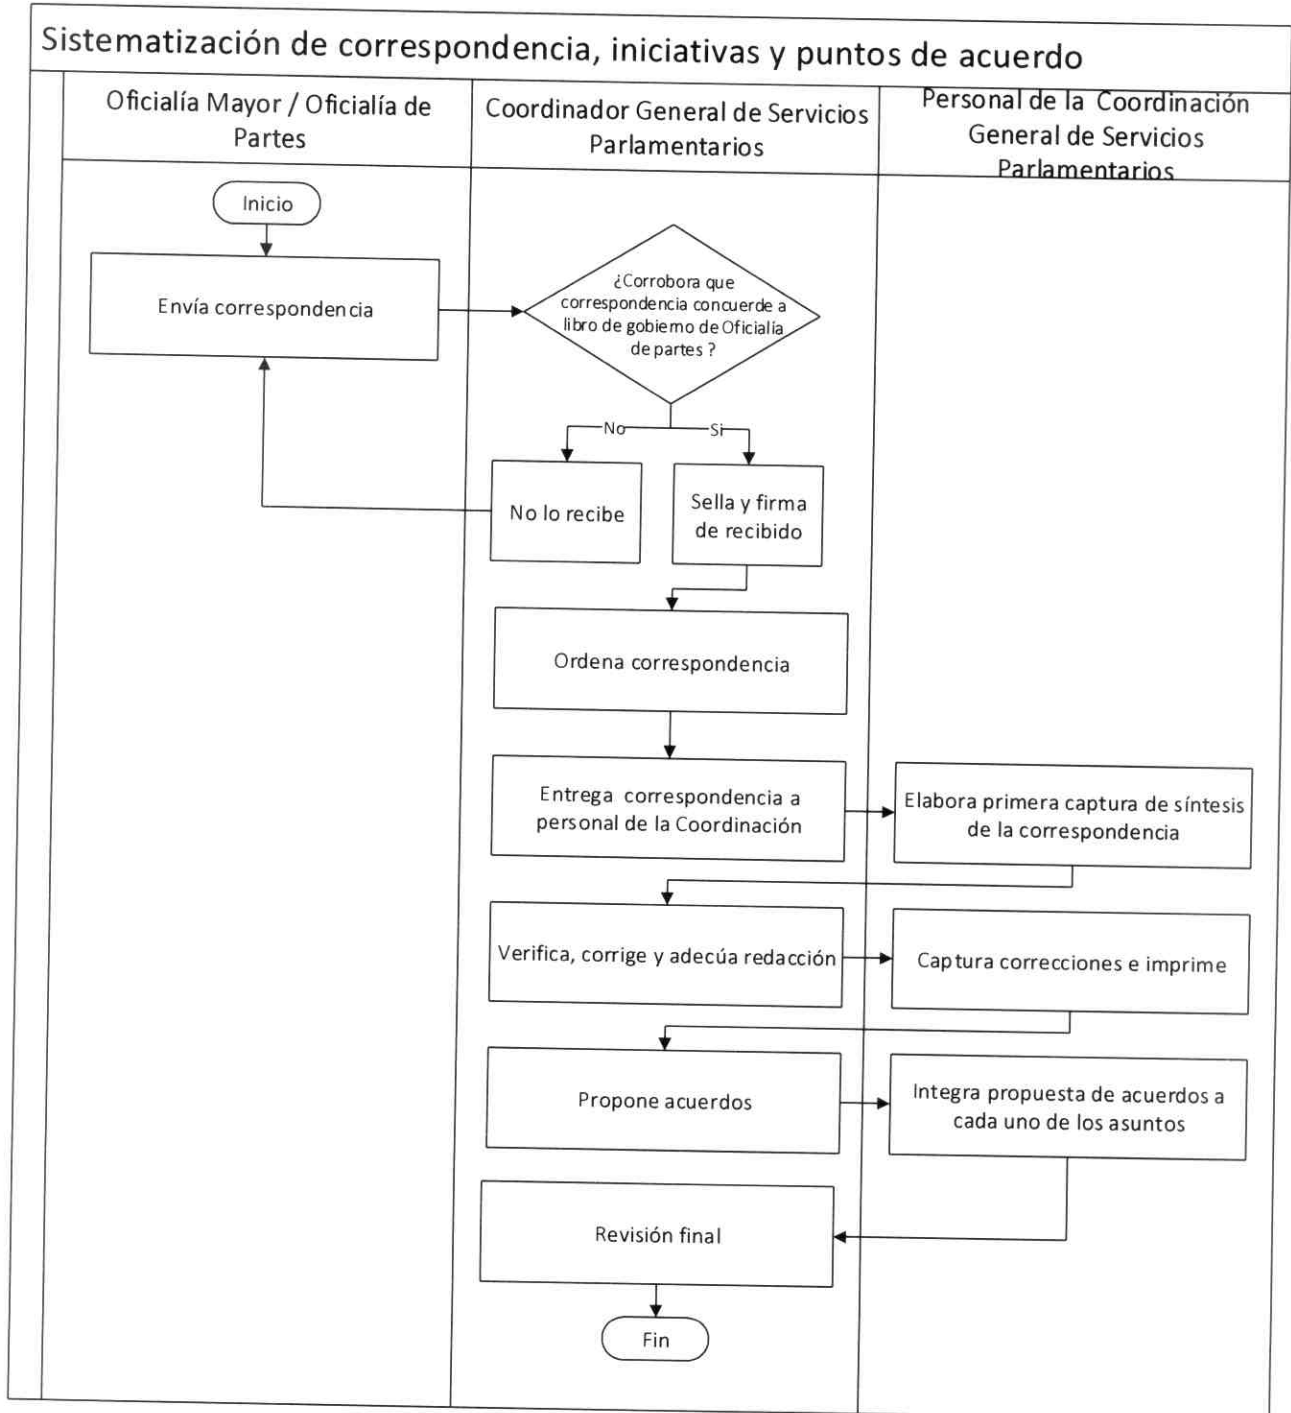 Sistematización de correspondencia, iniciativas y puntos de acuerdo
Oficialía Mayor / Oficialía de
Partes
Coordinador General de Servicios
Parlamentarios
Personal de la Coordinación
General de Servicios
Parlamentarios
Inicio
Envía correspondencia
¿Corrobora que
correspondencia concuerde a
libro de gobierno de Oficialía
de partes ?
No
Si
No lo recibe
Sella y firma
de recibido
Ordena correspondencia
Entrega correspondencia a
personal de la Coordinación
Elabora primera captura de síntesis
de la correspondencia
Verifica, corrige y adecúa redacción
Captura correcciones e imprime
Propone acuerdos
Integra propuesta de acuerdos a
cada uno de los asuntos
Revisión final
Fin